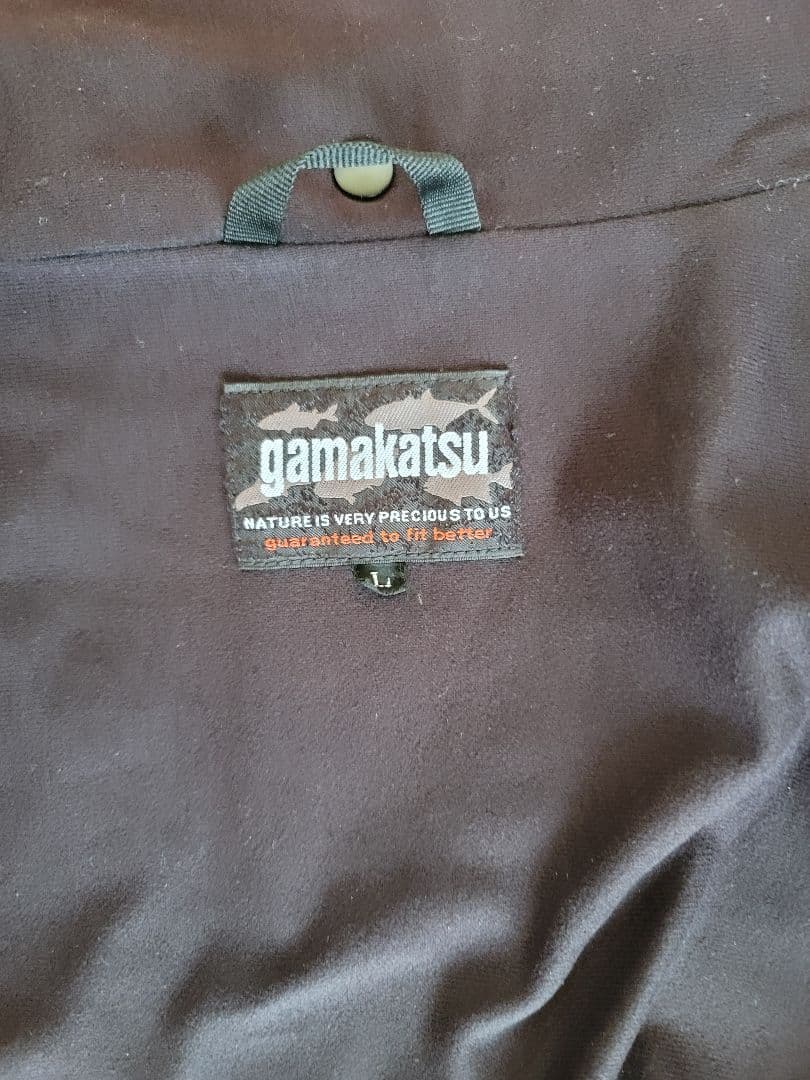 gamakatsu
NATURE IS VERY PRECIOUS TO US
guaranteed to fit better
L